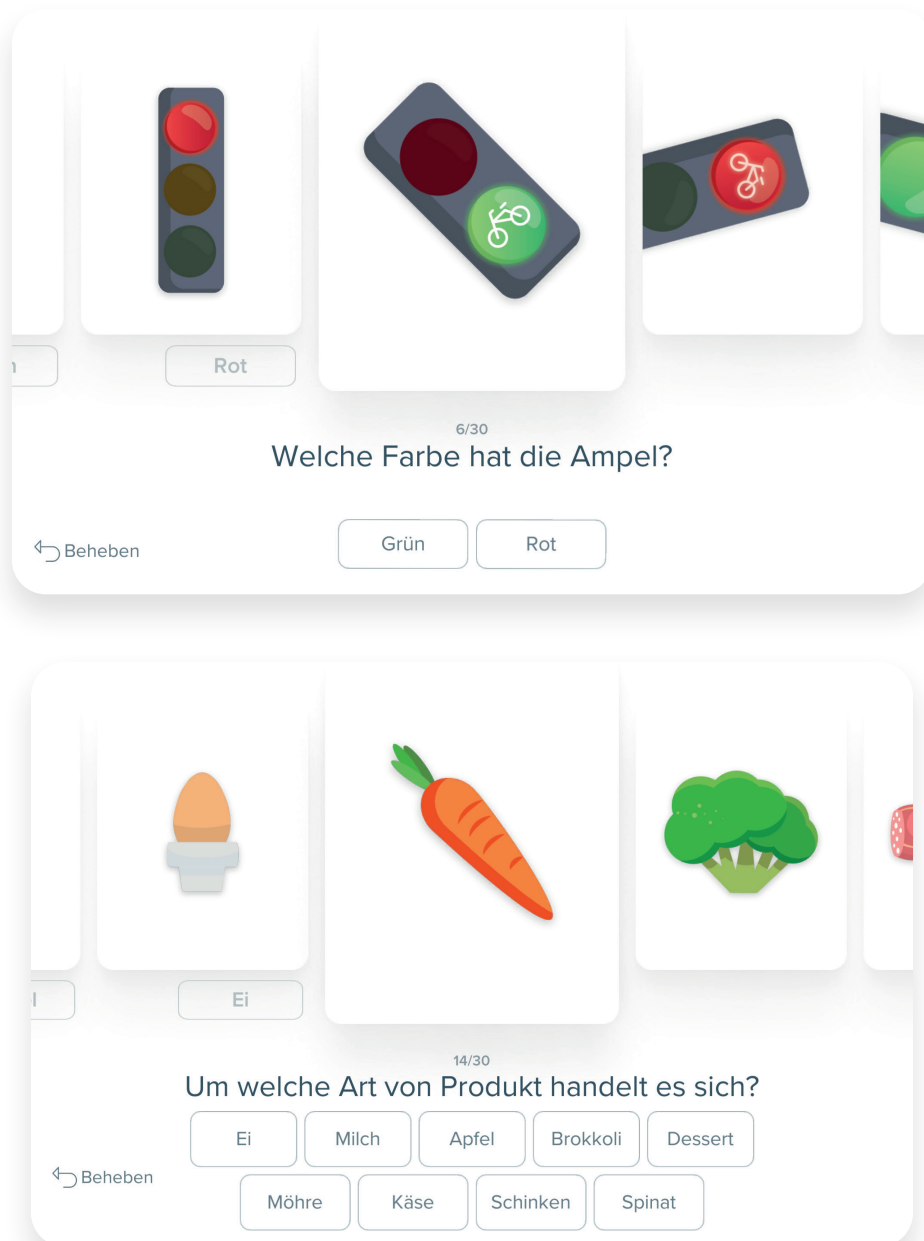 Rot
6/30
Welche Farbe hat die Ampel?
Grün Rot
Beheben
Ei
14/30
Um welche Art von Produkt handelt es sich?
Ei Milch Apfel Brokkoli Dessert
Beheben
Möhre Käse Schinken Spinat